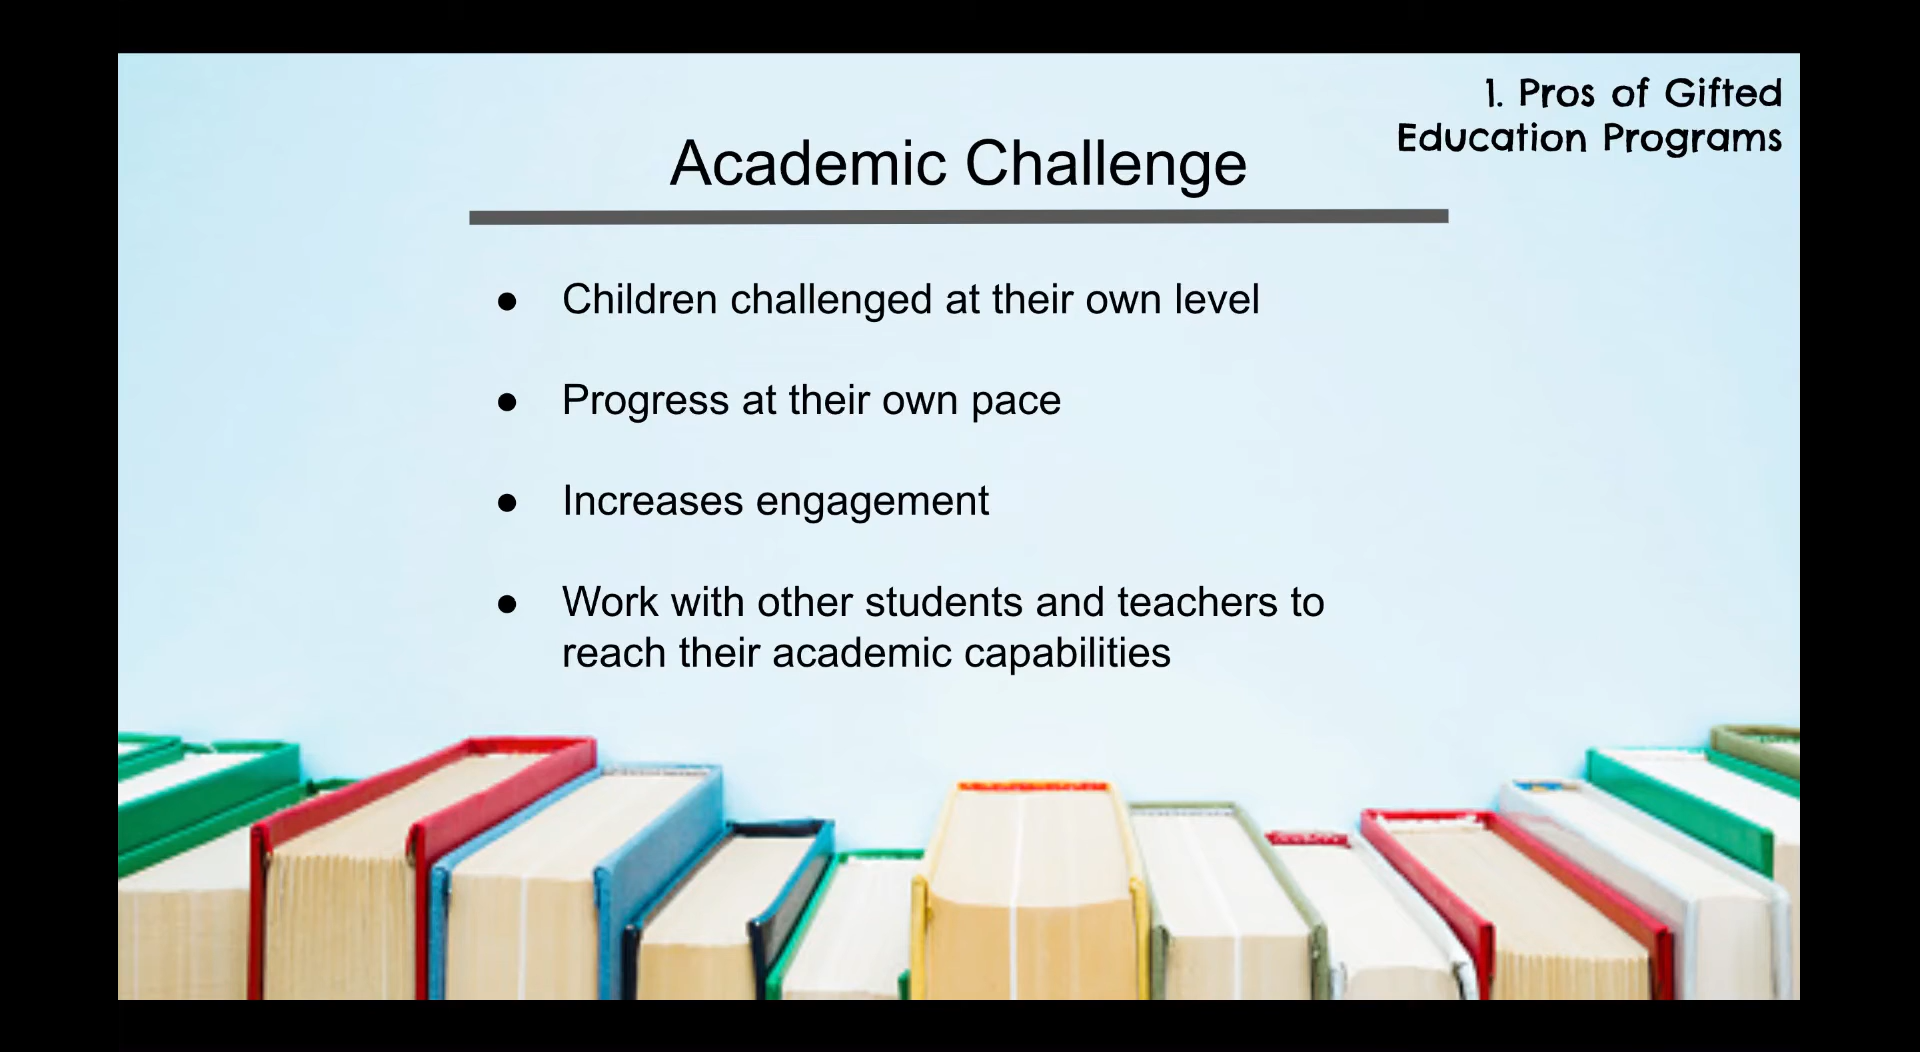 1. Pros of Gifted
Education Programs
Academic Challenge
● Children challenged at their own level
● Progress at their own pace
● Increases engagement
● Work with other students and teachers to
reach their academic capabilities